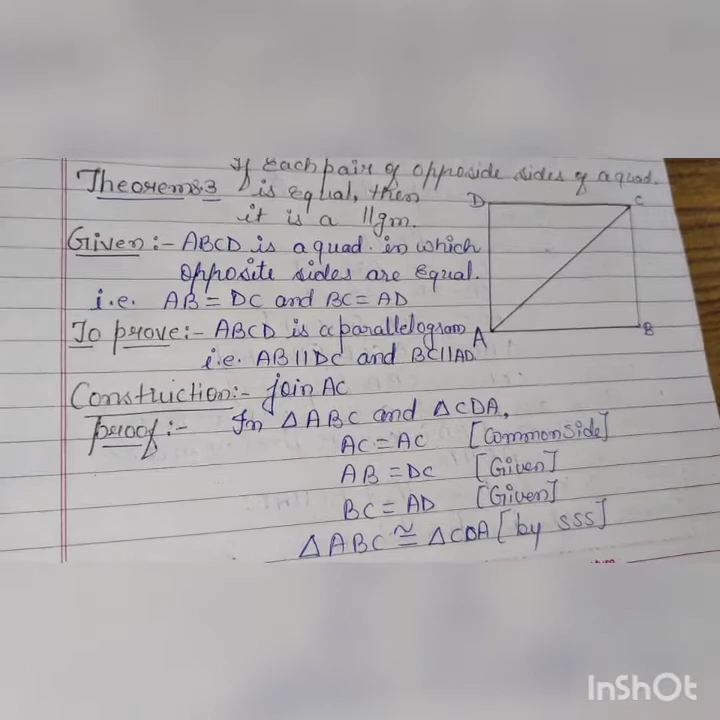 If each pair of opposide sides of a quad.
Theorem8.3 is equal, then
it is a ||gm.
Given:- ABCD is a quad. in which
opposite sides are equal.
i.e. AB = DC and BC = AD
To prove:- ABCD is a parallelogram
i.e. AB||DC and BC||AD
Construction:- join AC
proof:- In △ABC and △CDA,
AC = AC [Common side]
AB = DC [Given]
BC = AD [Given]
△ABC ≅ △CDA [by SSS]
D C
A B
InShOt